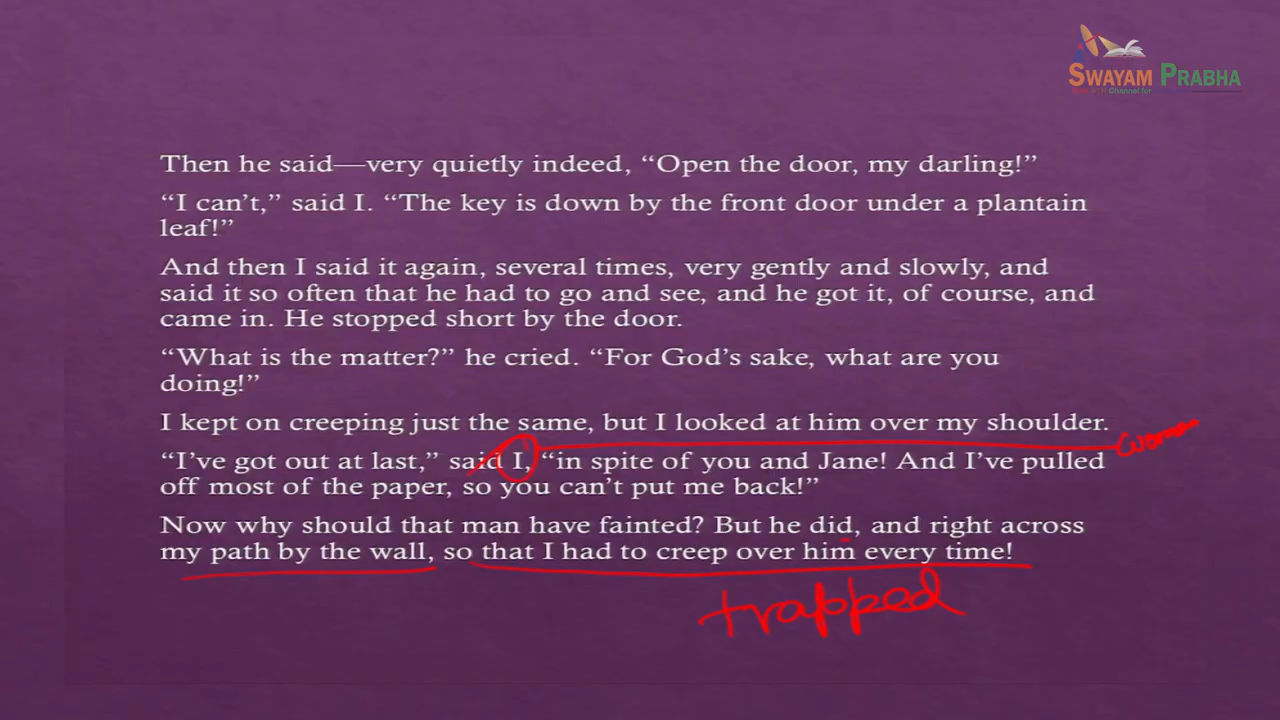 SWAYAM PRABHA
Then he said—very quietly indeed, “Open the door, my darling!”
“I can’t,” said I. “The key is down by the front door under a plantain
leaf!”
And then I said it again, several times, very gently and slowly, and
said it so often that he had to go and see, and he got it, of course, and
came in. He stopped short by the door.
“What is the matter?” he cried. “For God’s sake, what are you
doing!”
I kept on creeping just the same, but I looked at him over my shoulder.
woman
“I’ve got out at last,” said I, “in spite of you and Jane! And I’ve pulled
off most of the paper, so you can’t put me back!”
Now why should that man have fainted? But he did, and right across
my path by the wall, so that I had to creep over him every time!
trapped